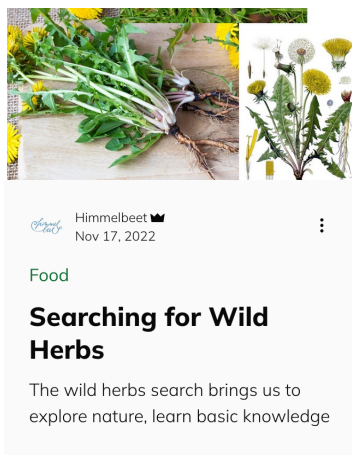 Himmelbeet
Nov 17, 2022
Food
Searching for Wild
Herbs
The wild herbs search brings us to
explore nature, learn basic knowledge